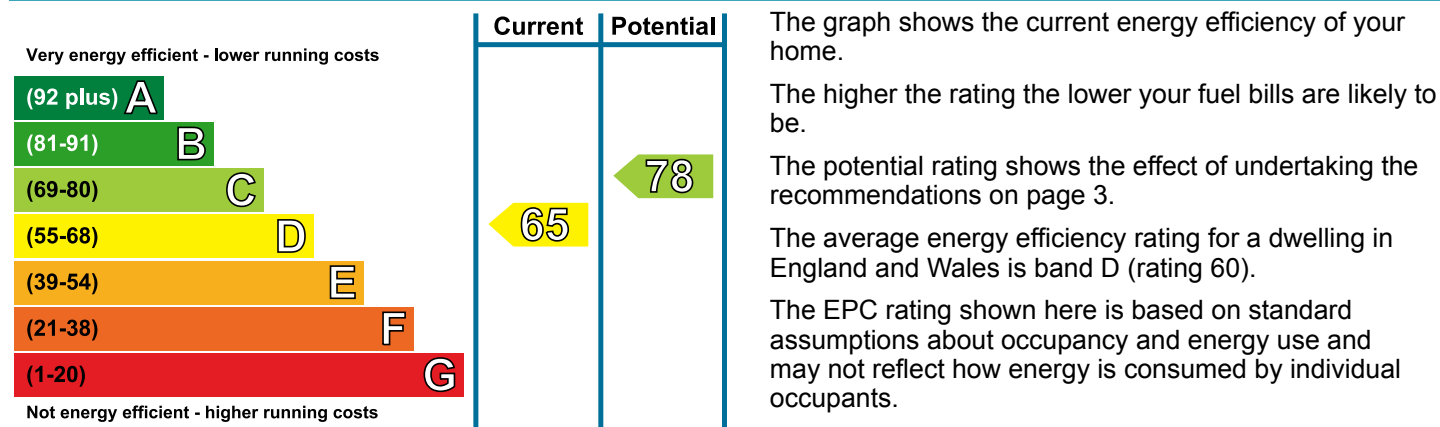 Current Potential
Very energy efficient - lower running costs
(92 plus) A
(81-91) B
(69-80) C
78
(55-68) D
65
(39-54) E
(21-38) F
(1-20) G
Not energy efficient - higher running costs
The graph shows the current energy efficiency of your
home.
The higher the rating the lower your fuel bills are likely to
be.
The potential rating shows the effect of undertaking the
recommendations on page 3.
The average energy efficiency rating for a dwelling in
England and Wales is band D (rating 60).
The EPC rating shown here is based on standard
assumptions about occupancy and energy use and
may not reflect how energy is consumed by individual
occupants.